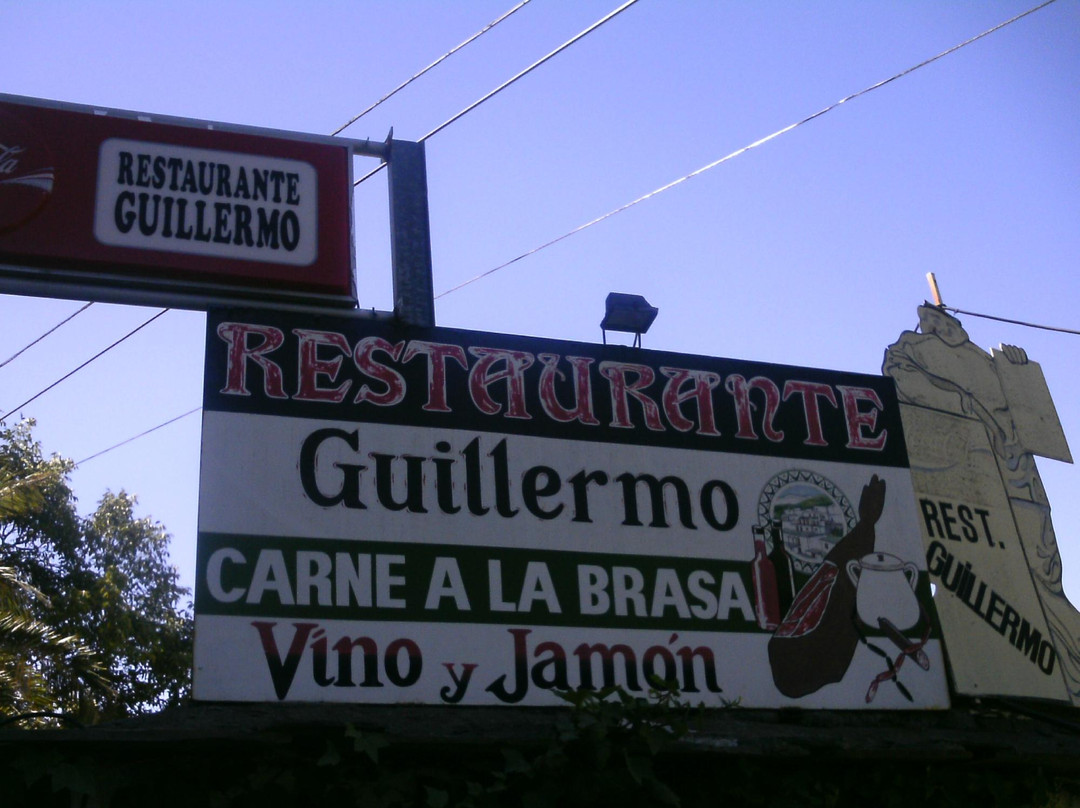 RESTAURANTE
GUILLERMO
RESTAURANTE
Guillermo
CARNE A LA BRASA
Vino y Jamón
REST.
GUILLERMO